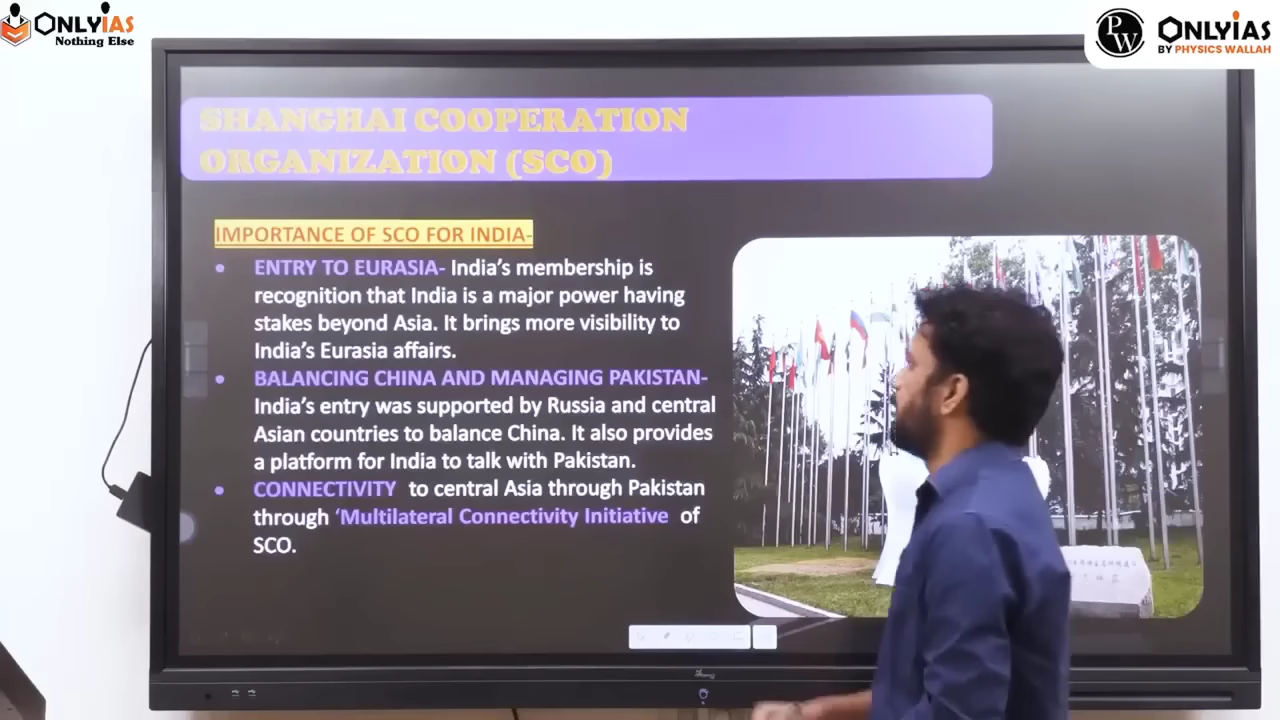 ONLYIAS
Nothing Else
PW
ONLYIAS
BY PHYSICS WALLAH
SHANGHAI COOPERATION
ORGANIZATION (SCO)
IMPORTANCE OF SCO FOR INDIA-
• ENTRY TO EURASIA- India’s membership is
recognition that India is a major power having
stakes beyond Asia. It brings more visibility to
India’s Eurasia affairs.
• BALANCING CHINA AND MANAGING PAKISTAN-
India’s entry was supported by Russia and central
Asian countries to balance China. It also provides
a platform for India to talk with Pakistan.
• CONNECTIVITY to central Asia through Pakistan
through ‘Multilateral Connectivity Initiative of
SCO.